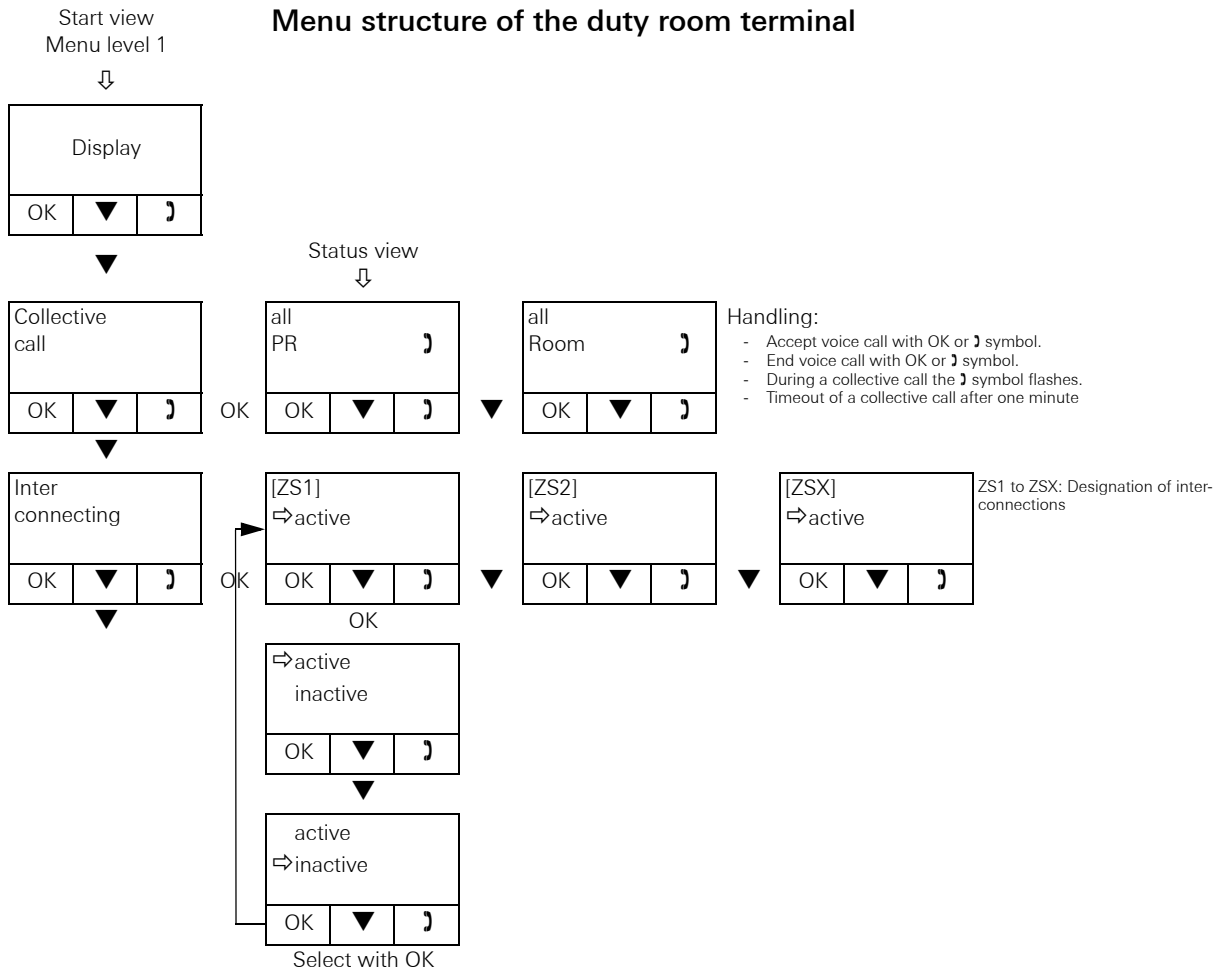 Menu structure of the duty room terminal
Start view
Menu level 1
⇩
Display
OK ▼
▼
Status view
⇩
Collective
call
OK ▼
OK
all
PR
OK ▼
▼
all
Room
OK ▼
Handling:
- Accept voice call with OK or symbol.
- End voice call with OK or symbol.
- During a collective call the symbol flashes.
- Timeout of a collective call after one minute
▼
Inter
connecting
OK ▼
OK
[ZS1]
⇨active
OK ▼
▼
[ZS2]
⇨active
OK ▼
▼
[ZSX]
⇨active
OK ▼
ZS1 to ZSX: Designation of inter-
connections
▼
OK
⇨active
inactive
OK ▼
▼
active
⇨inactive
OK ▼
Select with OK